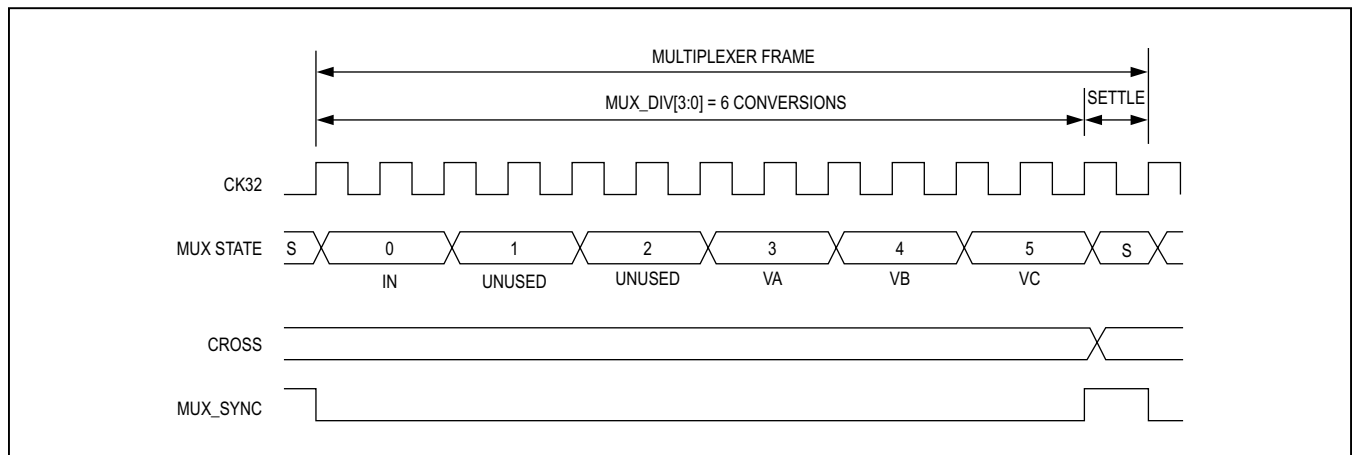 MULTIPLEXER FRAME
MUX_DIV[3:0] = 6 CONVERSIONS
SETTLE
CK32
MUX STATE S 0 1 2 3 4 5 S
IN UNUSED UNUSED VA VB VC
CROSS
MUX_SYNC